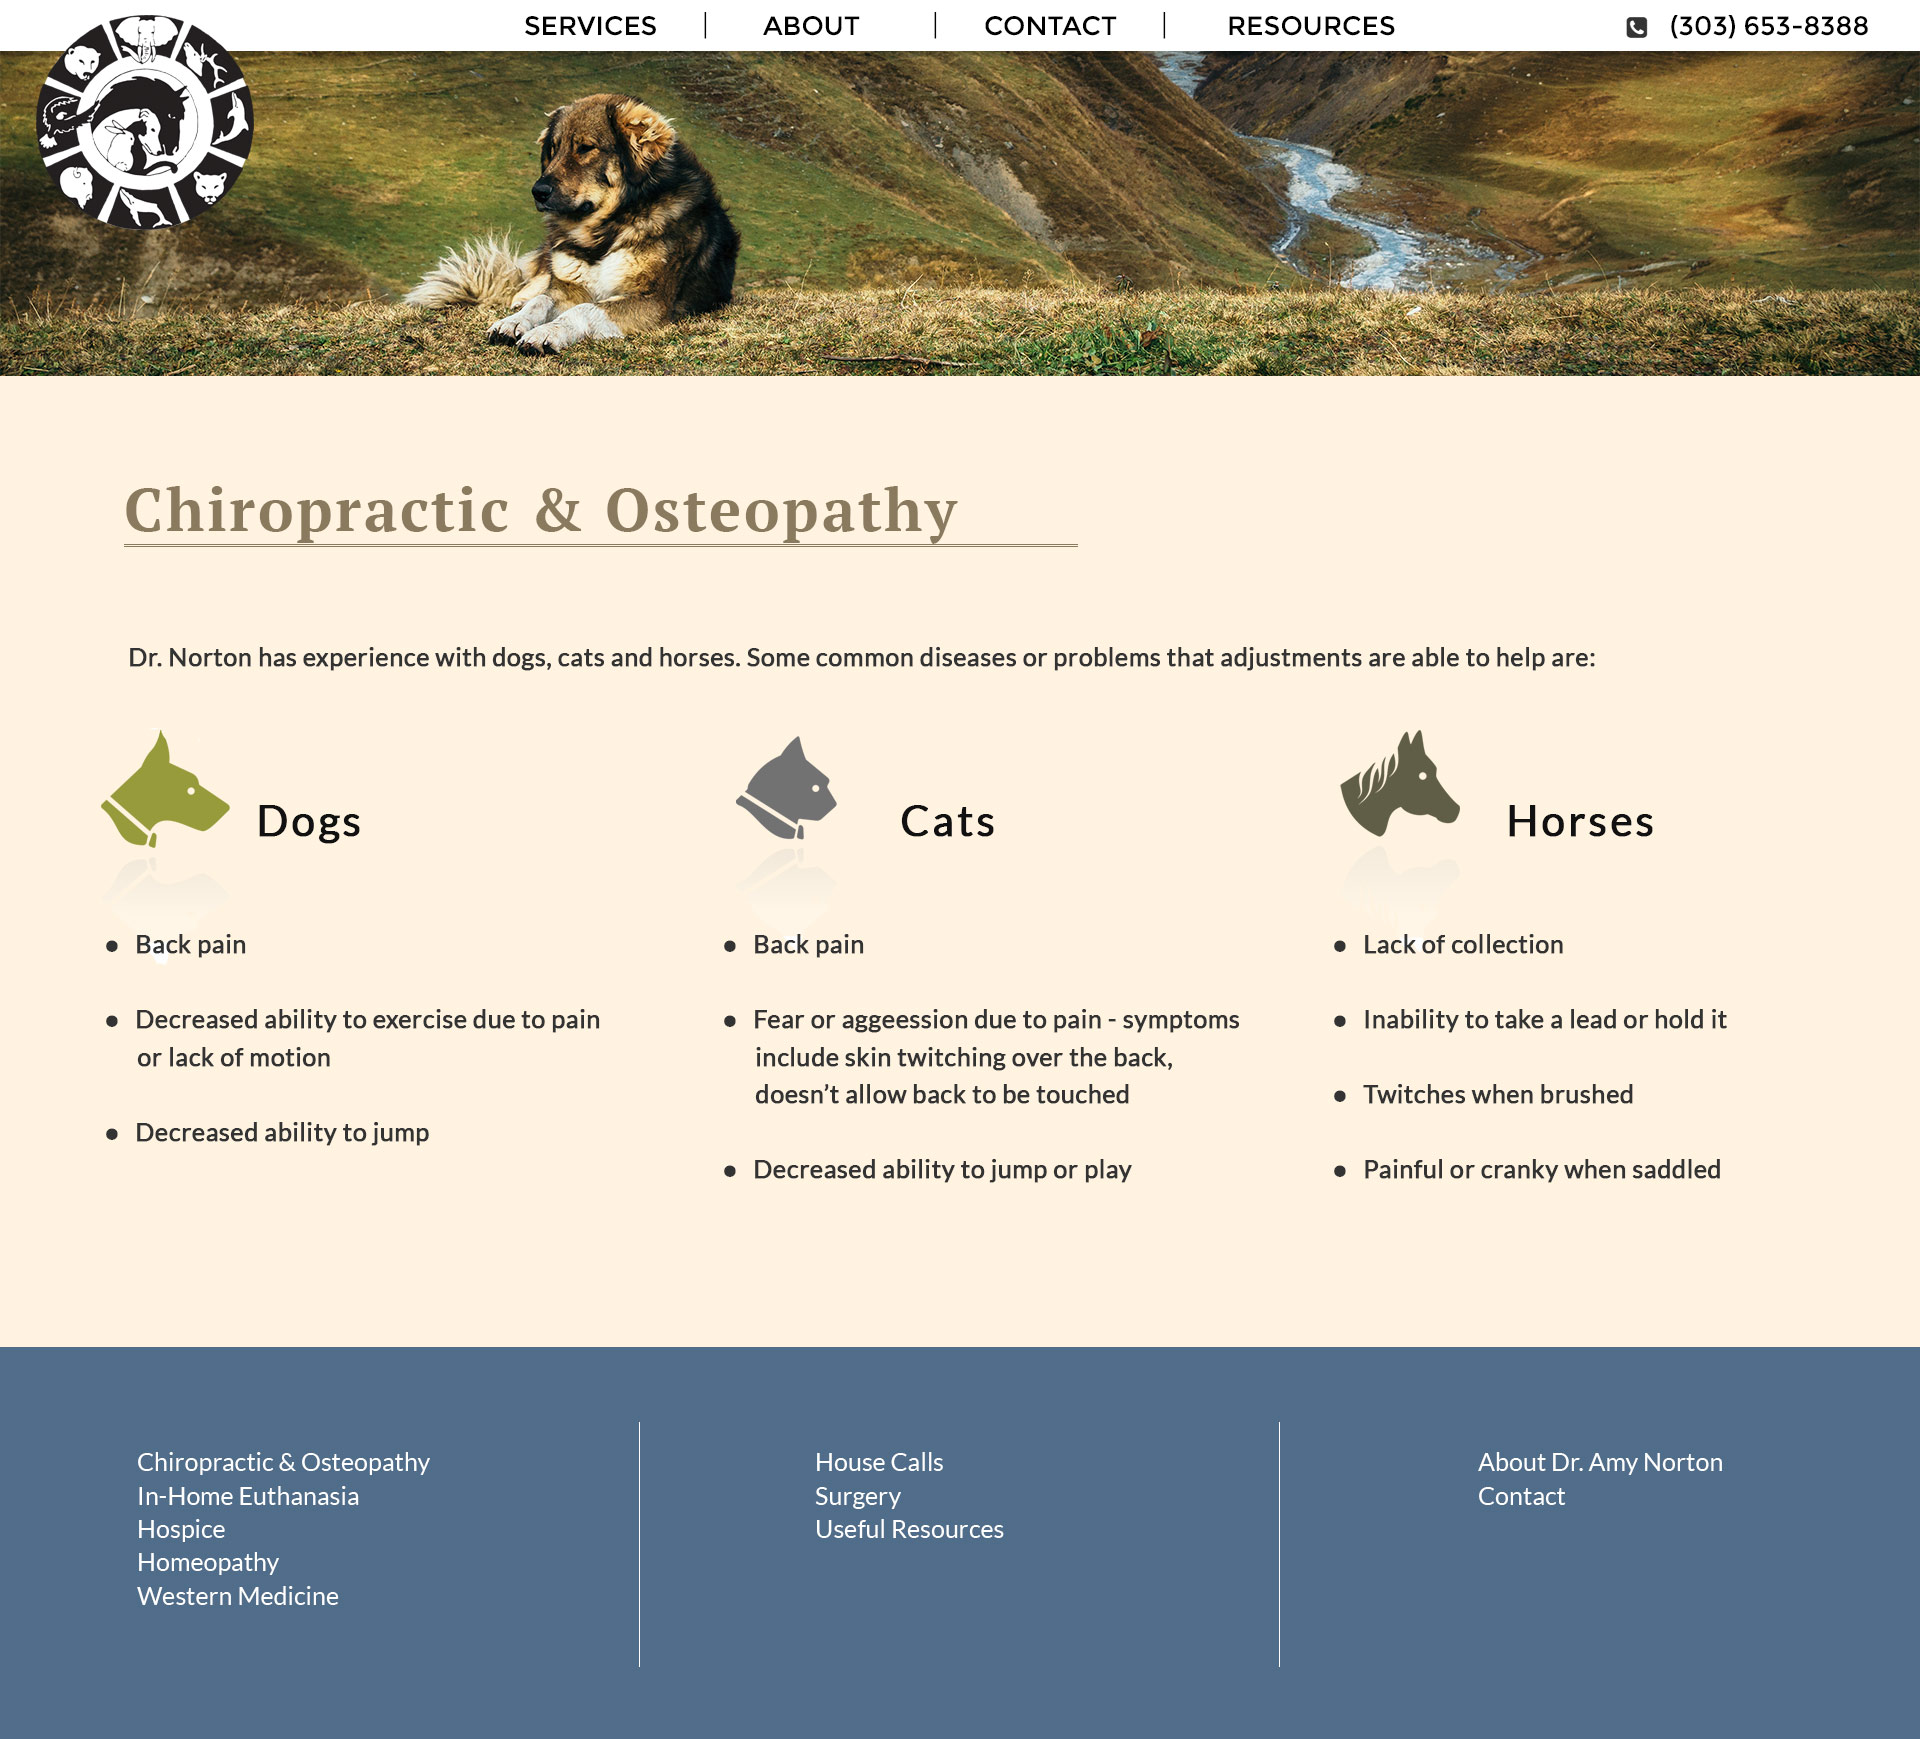 SERVICES | ABOUT | CONTACT | RESOURCES (303) 653-8388
Chiropractic & Osteopathy
Dr. Norton has experience with dogs, cats and horses. Some common diseases or problems that adjustments are able to help are:
Dogs
• Back pain
• Decreased ability to exercise due to pain
or lack of motion
• Decreased ability to jump
Cats
• Back pain
• Fear or aggeession due to pain - symptoms
include skin twitching over the back,
doesn’t allow back to be touched
• Decreased ability to jump or play
Horses
• Lack of collection
• Inability to take a lead or hold it
• Twitches when brushed
• Painful or cranky when saddled
Chiropractic & Osteopathy
In-Home Euthanasia
Hospice
Homeopathy
Western Medicine
House Calls
Surgery
Useful Resources
About Dr. Amy Norton
Contact